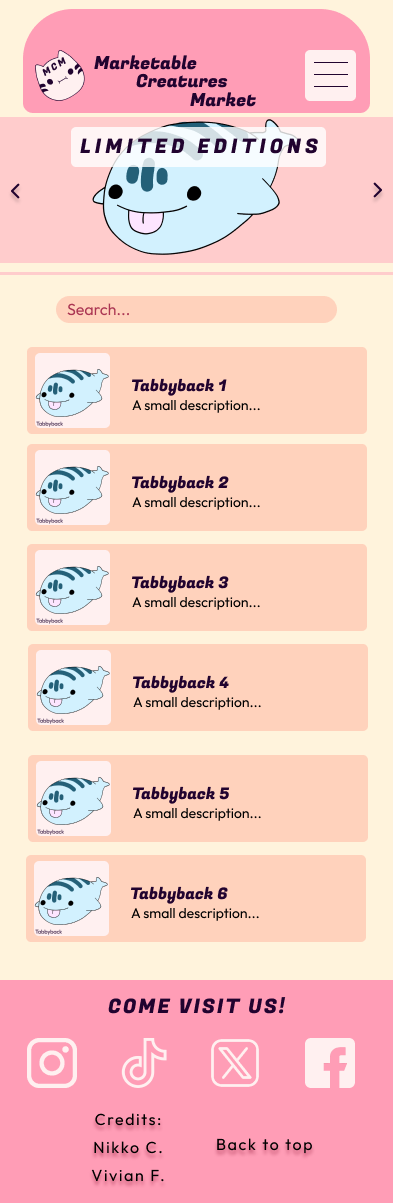 MCM
Marketable
Creatures
Market
LIMITED EDITIONS
Search...
Tabbyback 1
A small description...
Tabbyback
Tabbyback 2
A small description...
Tabbyback
Tabbyback 3
A small description...
Tabbyback
Tabbyback 4
A small description...
Tabbyback
Tabbyback 5
A small description...
Tabbyback
Tabbyback 6
A small description...
Tabbyback
COME VISIT US!
Credits:
Nikko C.
Back to top
Vivian F.